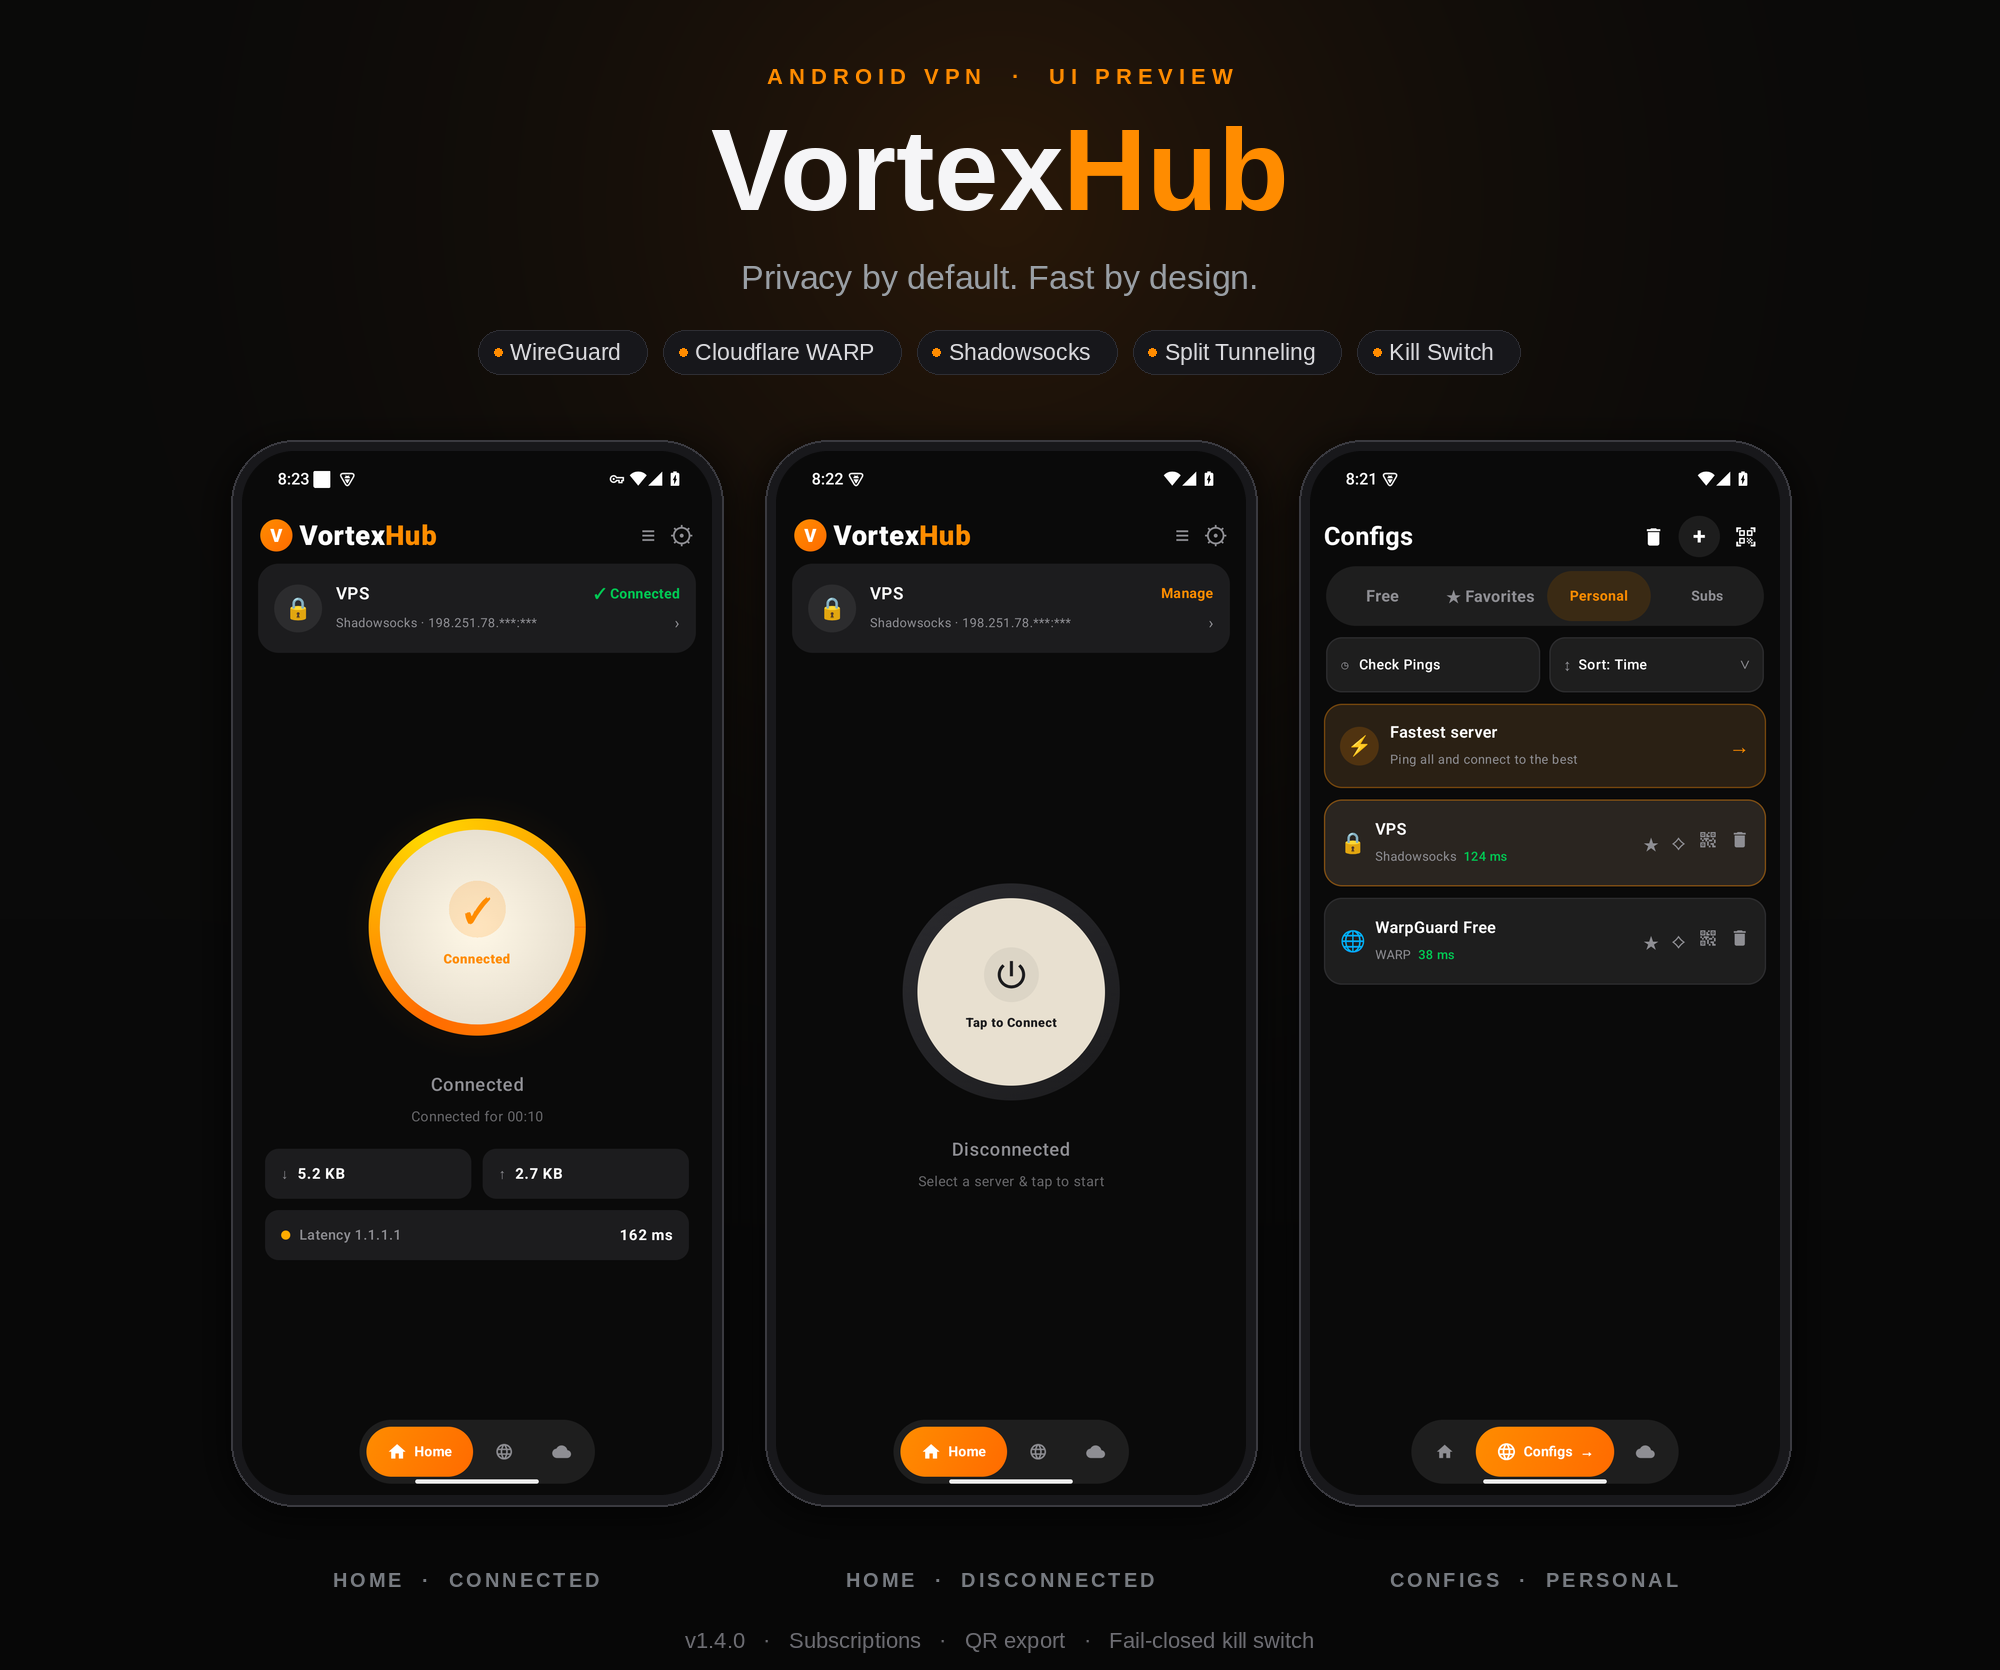 ANDROID VPN · UI PREVIEW
VortexHub
Privacy by default. Fast by design.
WireGuard
Cloudflare WARP
Shadowsocks
Split Tunneling
Kill Switch
8:23
V VortexHub
VPS
✓ Connected
Shadowsocks · 198.251.78.***:***
✓
Connected
Connected
Connected for 00:10
↓ 5.2 KB
↑ 2.7 KB
Latency 1.1.1.1
162 ms
Home
8:22
V VortexHub
VPS
Manage
Shadowsocks · 198.251.78.***:***
Tap to Connect
Disconnected
Select a server & tap to start
Home
8:21
Configs
Free
★ Favorites
Personal
Subs
Check Pings
↕ Sort: Time
Fastest server
Ping all and connect to the best
→
VPS
Shadowsocks 124 ms
WarpGuard Free
WARP 38 ms
Configs →
HOME · CONNECTED
HOME · DISCONNECTED
CONFIGS · PERSONAL
v1.4.0 · Subscriptions · QR export · Fail-closed kill switch